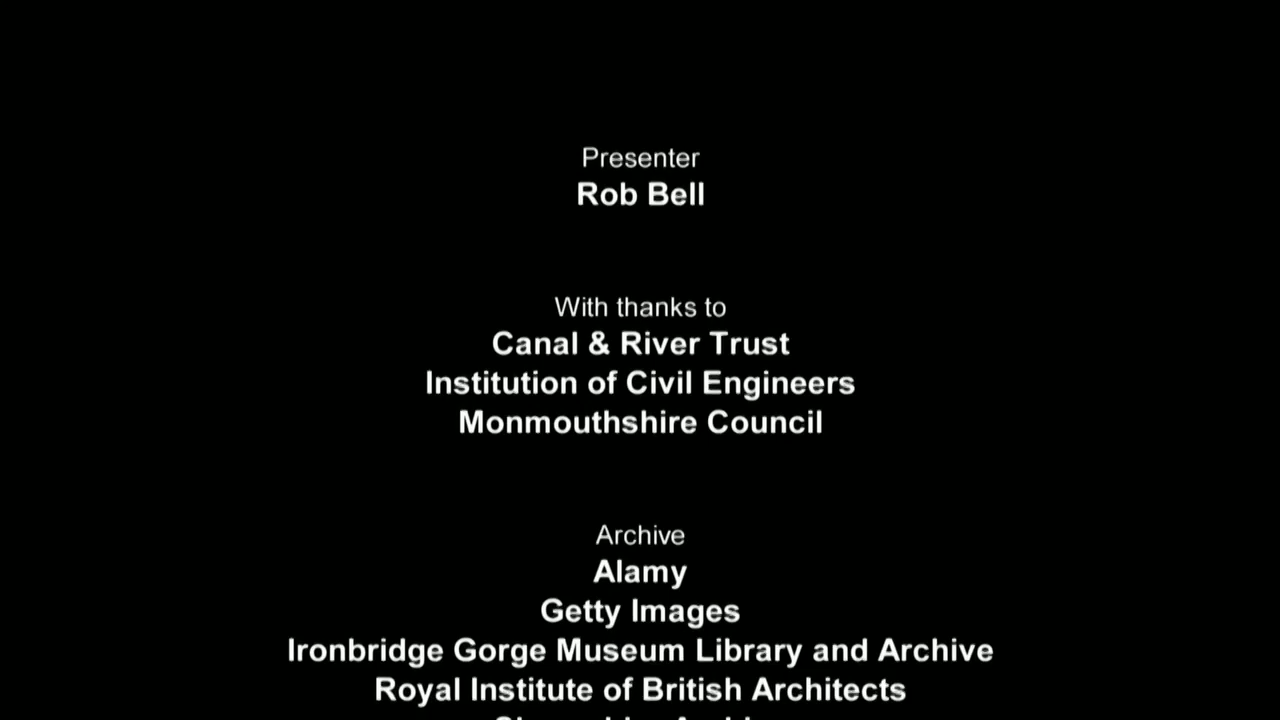 Presenter
Rob Bell
With thanks to
Canal & River Trust
Institution of Civil Engineers
Monmouthshire Council
Archive
Alamy
Getty Images
Ironbridge Gorge Museum Library and Archive
Royal Institute of British Architects